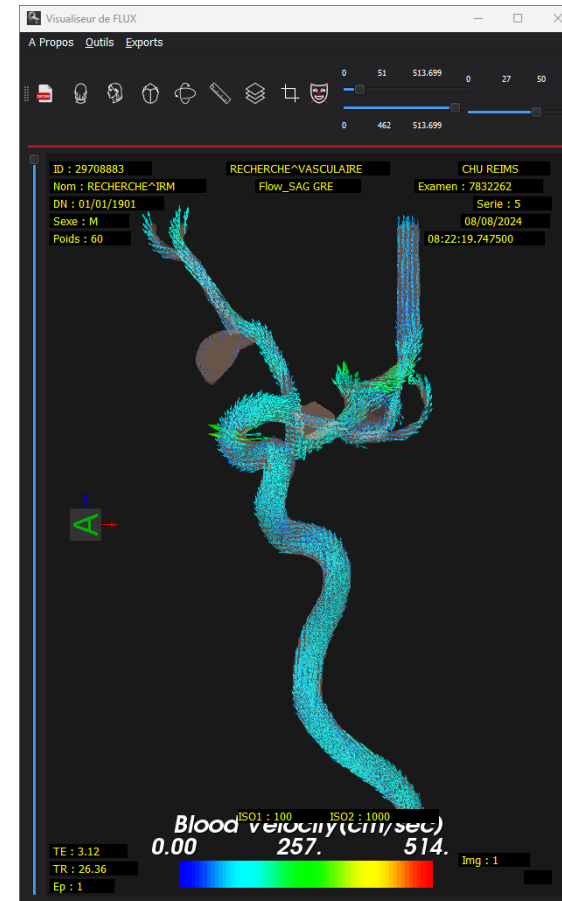 Visualiseur de FLUX
A Propos Outils Exports
0 51 513.699
0 27 50
0 462 513.699
ID : 29708883
RECHERCHE^VASCULAIRE
CHU REIMS
Nom : RECHERCHE^IRM
Flow_SAG GRE
Examen : 7832262
DN : 01/01/1901
Serie : 5
Sexe : M
08/08/2024
Poids : 60
08:22:19.747500
A
ISO1 : 100 ISO2 : 1000
Blood Velocity(cm/sec)
0.00 257. 514.
TE : 3.12
TR : 26.36
Ep : 1
Img : 1